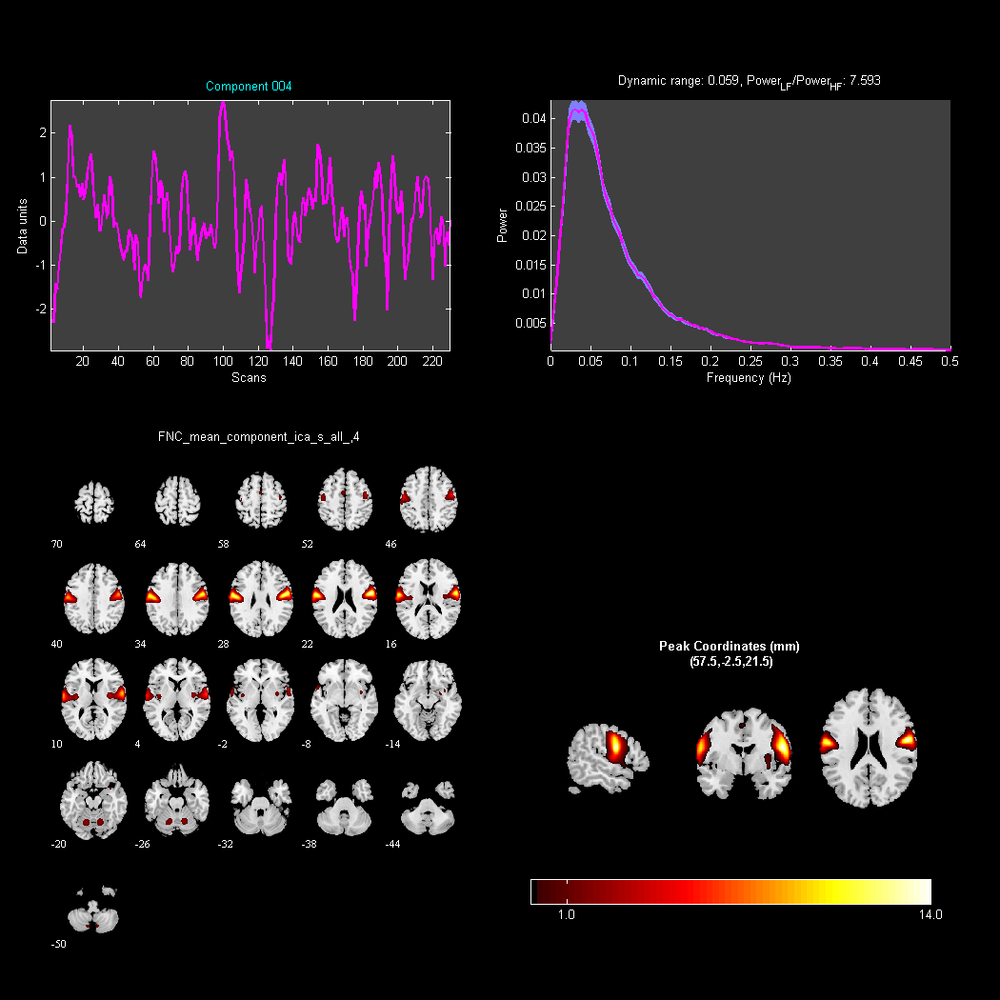 Component 004
2
1
0
-1
-2
Data units
20 40 60 80 100 120 140 160 180 200 220
Scans
Dynamic range: 0.059, PowerLF/PowerHF: 7.593
0.04
0.035
0.03
0.025
0.02
0.015
0.01
0.005
Power
0 0.05 0.1 0.15 0.2 0.25 0.3 0.35 0.4 0.45 0.5
Frequency (Hz)
FNC_mean_component_ica_s_all_,4
70 64 58 52 46
40 34 28 22 16
10 4 -2 -8 -14
-20 -26 -32 -38 -44
-50
Peak Coordinates (mm)
(57.5,-2.5,21.5)
1.0 14.0